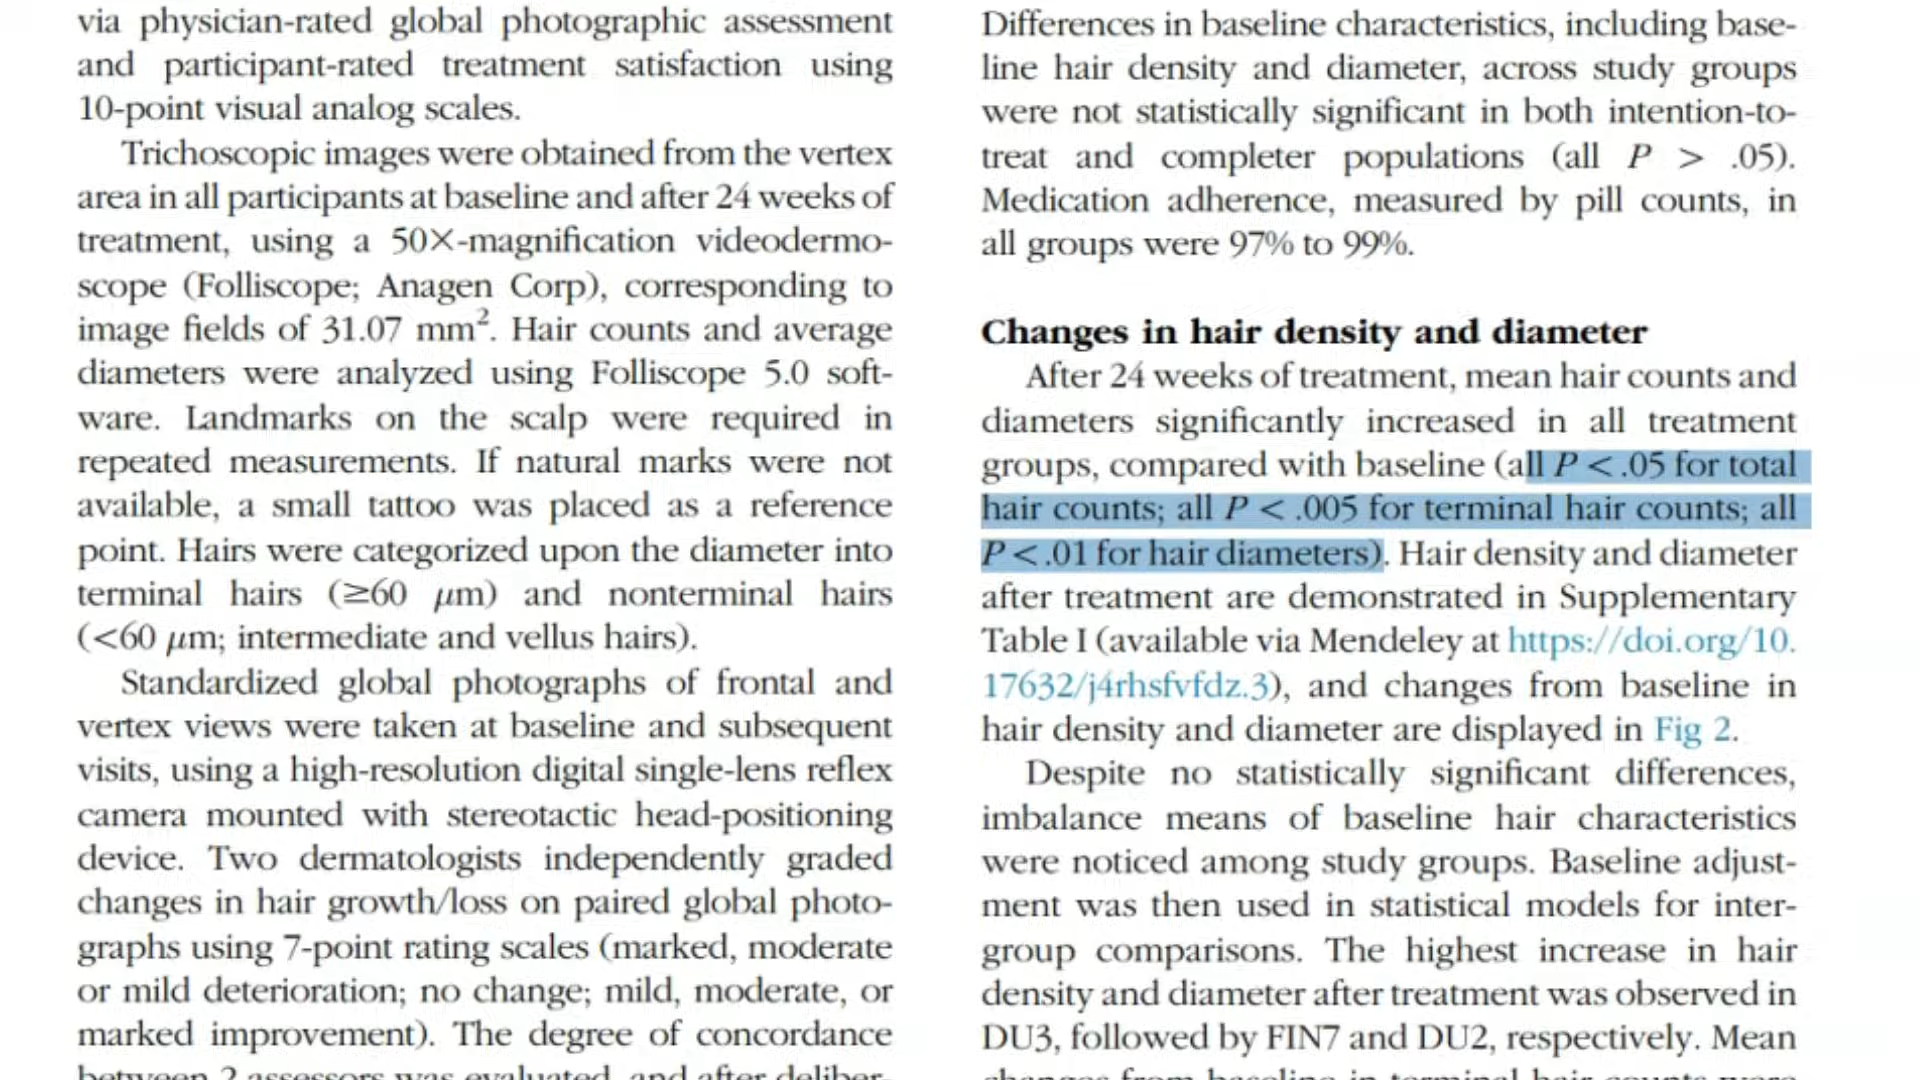 via physician-rated global photographic assessment
and participant-rated treatment satisfaction using
10-point visual analog scales.
Trichoscopic images were obtained from the vertex
area in all participants at baseline and after 24 weeks of
treatment, using a 50X-magnification videodermo-
scope (Folliscope; Anagen Corp), corresponding to
image fields of 31.07 mm². Hair counts and average
diameters were analyzed using Folliscope 5.0 soft-
ware. Landmarks on the scalp were required in
repeated measurements. If natural marks were not
available, a small tattoo was placed as a reference
point. Hairs were categorized upon the diameter into
terminal hairs (≥60 μm) and nonterminal hairs
(<60 μm; intermediate and vellus hairs).
Standardized global photographs of frontal and
vertex views were taken at baseline and subsequent
visits, using a high-resolution digital single-lens reflex
camera mounted with stereotactic head-positioning
device. Two dermatologists independently graded
changes in hair growth/loss on paired global photo-
graphs using 7-point rating scales (marked, moderate
or mild deterioration; no change; mild, moderate, or
marked improvement). The degree of concordance
between 2 assessors was evaluated, and after deliber-
Differences in baseline characteristics, including base-
line hair density and diameter, across study groups
were not statistically significant in both intention-to-
treat and completer populations (all P > .05).
Medication adherence, measured by pill counts, in
all groups were 97% to 99%.
Changes in hair density and diameter
After 24 weeks of treatment, mean hair counts and
diameters significantly increased in all treatment
groups, compared with baseline (all P < .05 for total
hair counts; all P < .005 for terminal hair counts; all
P < .01 for hair diameters). Hair density and diameter
after treatment are demonstrated in Supplementary
Table I (available via Mendeley at https://doi.org/10.
17632/j4rhsfvfdz.3), and changes from baseline in
hair density and diameter are displayed in Fig 2.
Despite no statistically significant differences,
imbalance means of baseline hair characteristics
were noticed among study groups. Baseline adjust-
ment was then used in statistical models for inter-
group comparisons. The highest increase in hair
density and diameter after treatment was observed in
DU3, followed by FIN7 and DU2, respectively. Mean
changes from baseline in terminal hair counts were